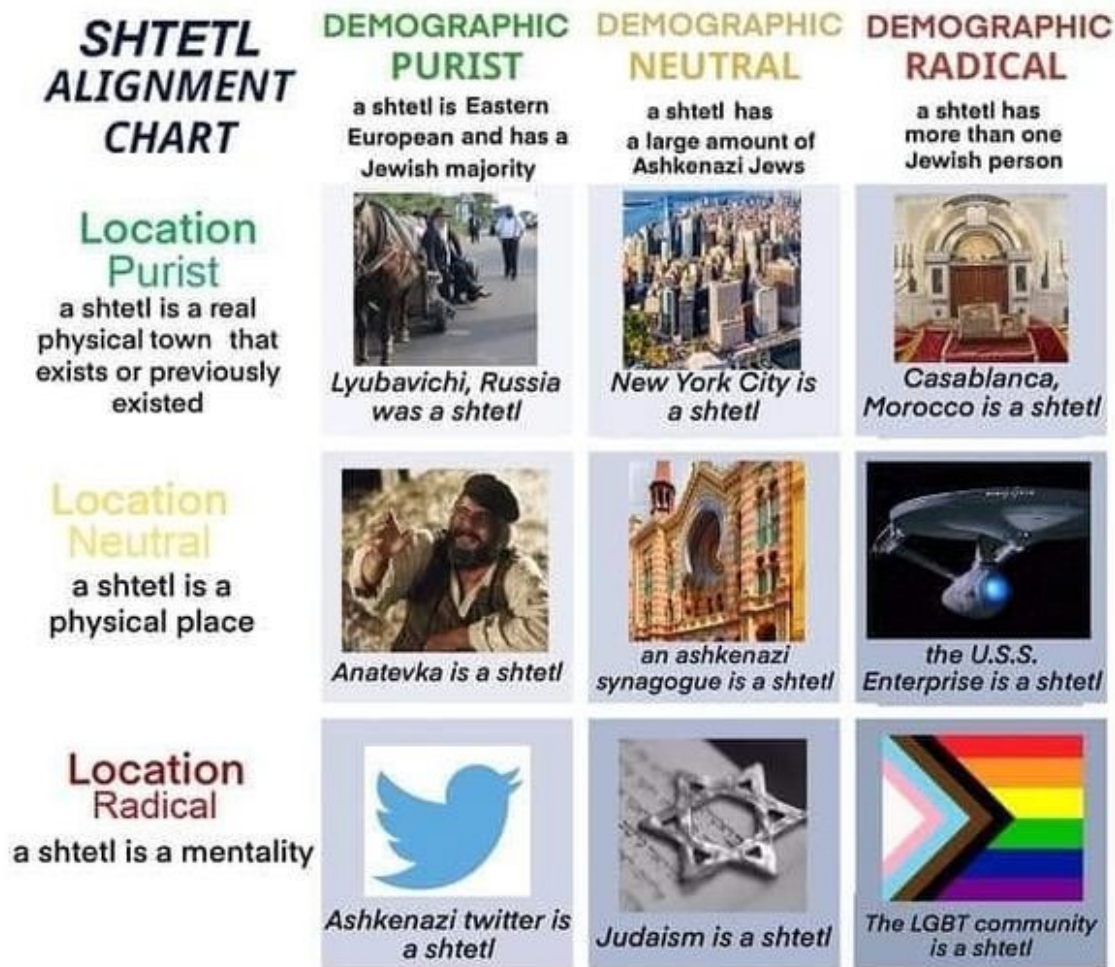 SHTETL
ALIGNMENT
CHART
DEMOGRAPHIC
PURIST
a shtetl is Eastern
European and has a
Jewish majority
DEMOGRAPHIC
NEUTRAL
a shtetl has
a large amount of
Ashkenazi Jews
DEMOGRAPHIC
RADICAL
a shtetl has
more than one
Jewish person
Location
Purist
a shtetl is a real
physical town that
exists or previously
existed
Lyubavichi, Russia
was a shtetl
New York City is
a shtetl
Casablanca,
Morocco is a shtetl
Location
Neutral
a shtetl is a
physical place
Anatevka is a shtetl
an ashkenazi
synagogue is a shtetl
the U.S.S.
Enterprise is a shtetl
Location
Radical
a shtetl is a mentality
Ashkenazi twitter is
a shtetl
Judaism is a shtetl
The LGBT community
is a shtetl